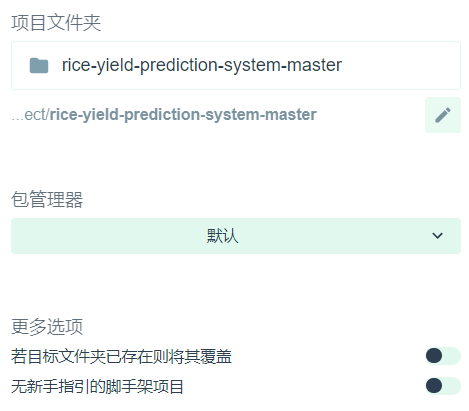 项目文件夹
rice-yield-prediction-system-master
...ect/rice-yield-prediction-system-master
包管理器
默认
更多选项
若目标文件夹已存在则将其覆盖
无新手指引的脚手架项目